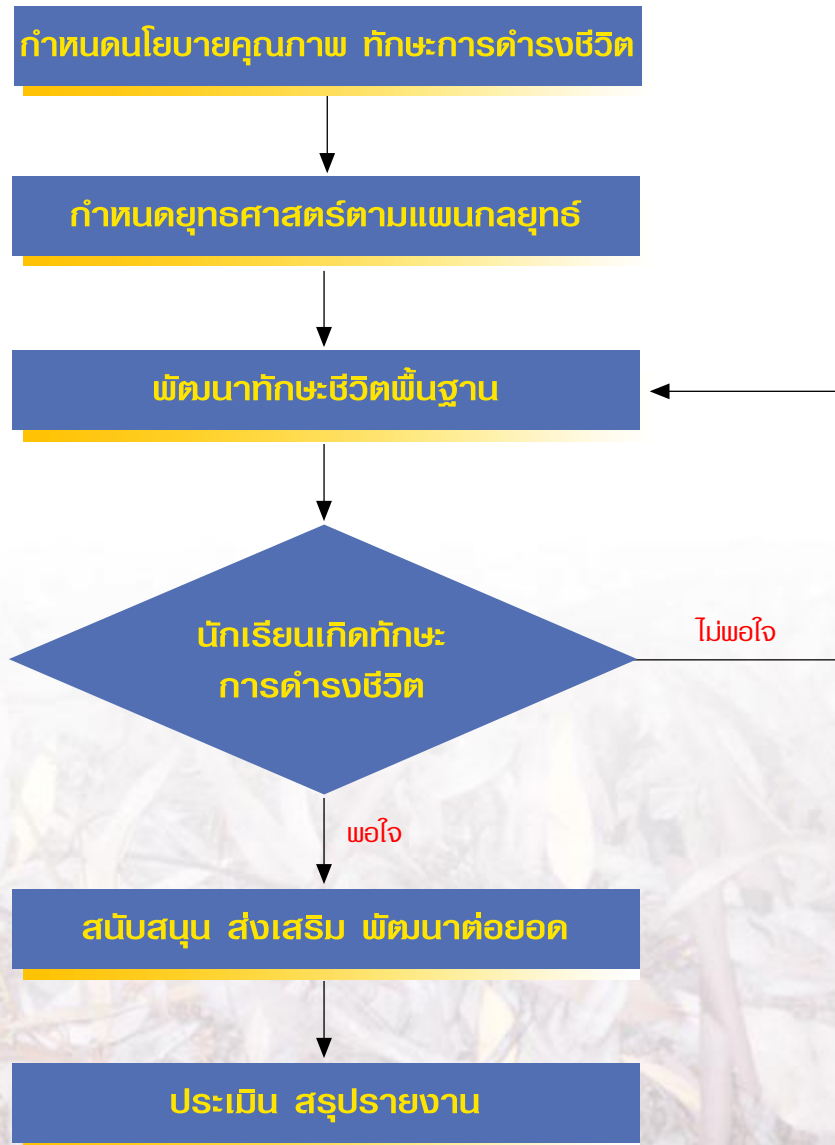 กำหนดนโยบายคุณภาพ ทักษะการดำรงชีวิต
กำหนดยุทธศาสตร์ตามแผนกลยุทธ์
พัฒนาทักษะชีวิตพื้นฐาน
นักเรียนเกิดทักษะ
การดำรงชีวิต
ไม่พอใจ
พอใจ
สนับสนุน ส่งเสริม พัฒนาต่อยอด
ประเมิน สรุปรายงาน